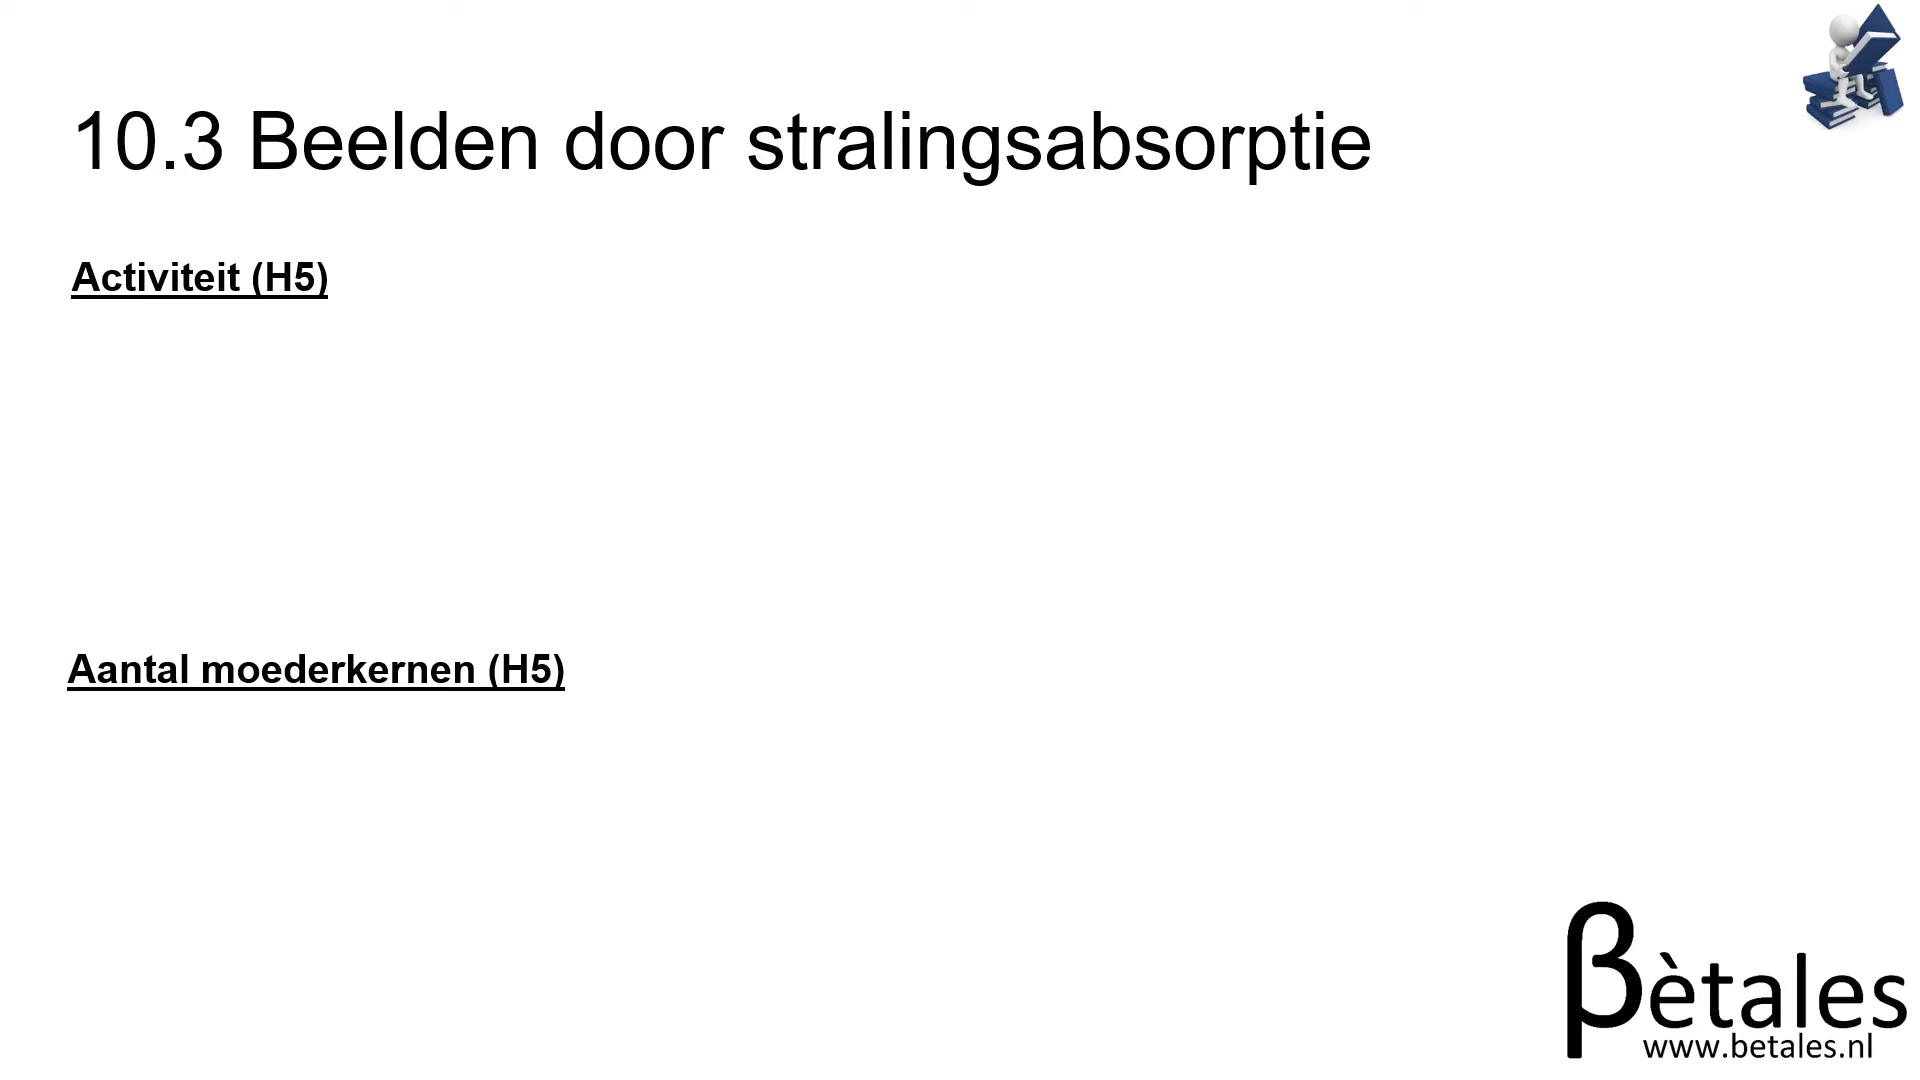 10.3 Beelden door stralingsabsorptie
Activiteit (H5)
Aantal moederkernen (H5)
βètales
www.betales.nl